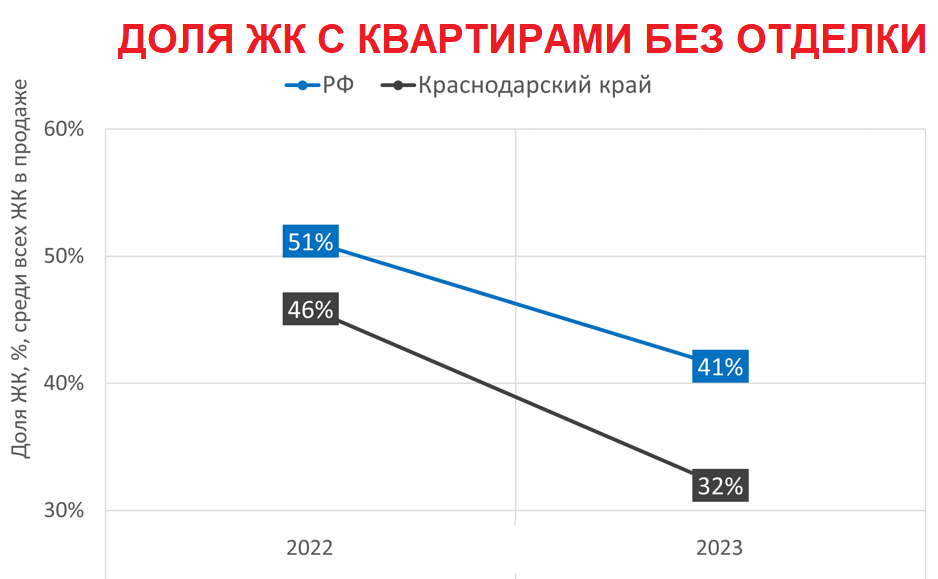 ДОЛЯ ЖК С КВАРТИРАМИ БЕЗ ОТДЕЛКИ
РФ
Краснодарский край
Доля ЖК, %, среди всех ЖК в продаже
60%
50%
40%
30%
51%
46%
41%
32%
2022
2023